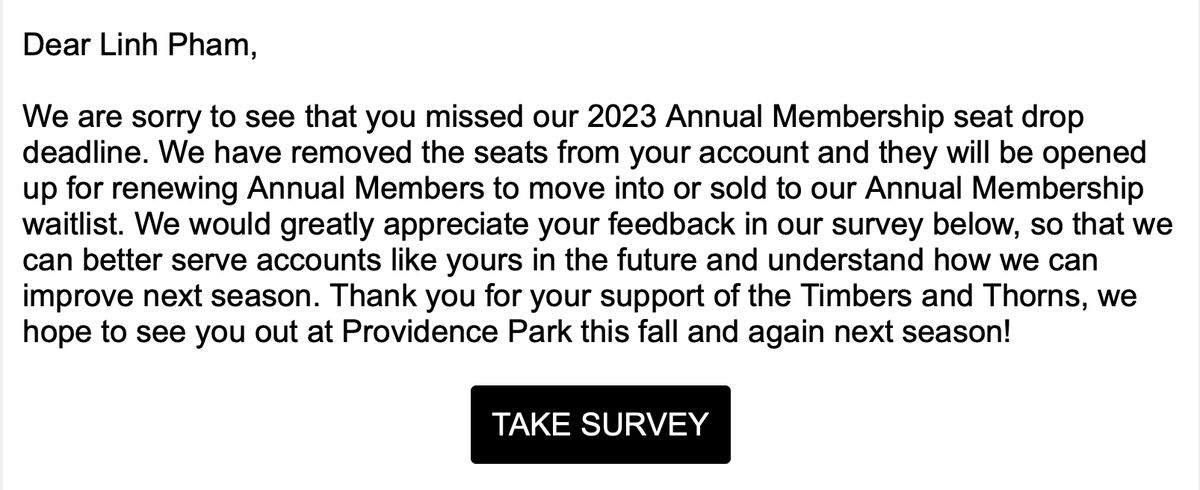 Dear Linh Pham,
We are sorry to see that you missed our 2023 Annual Membership seat drop
deadline. We have removed the seats from your account and they will be opened
up for renewing Annual Members to move into or sold to our Annual Membership
waitlist. We would greatly appreciate your feedback in our survey below, so that we
can better serve accounts like yours in the future and understand how we can
improve next season. Thank you for your support of the Timbers and Thorns, we
hope to see you out at Providence Park this fall and again next season!
TAKE SURVEY